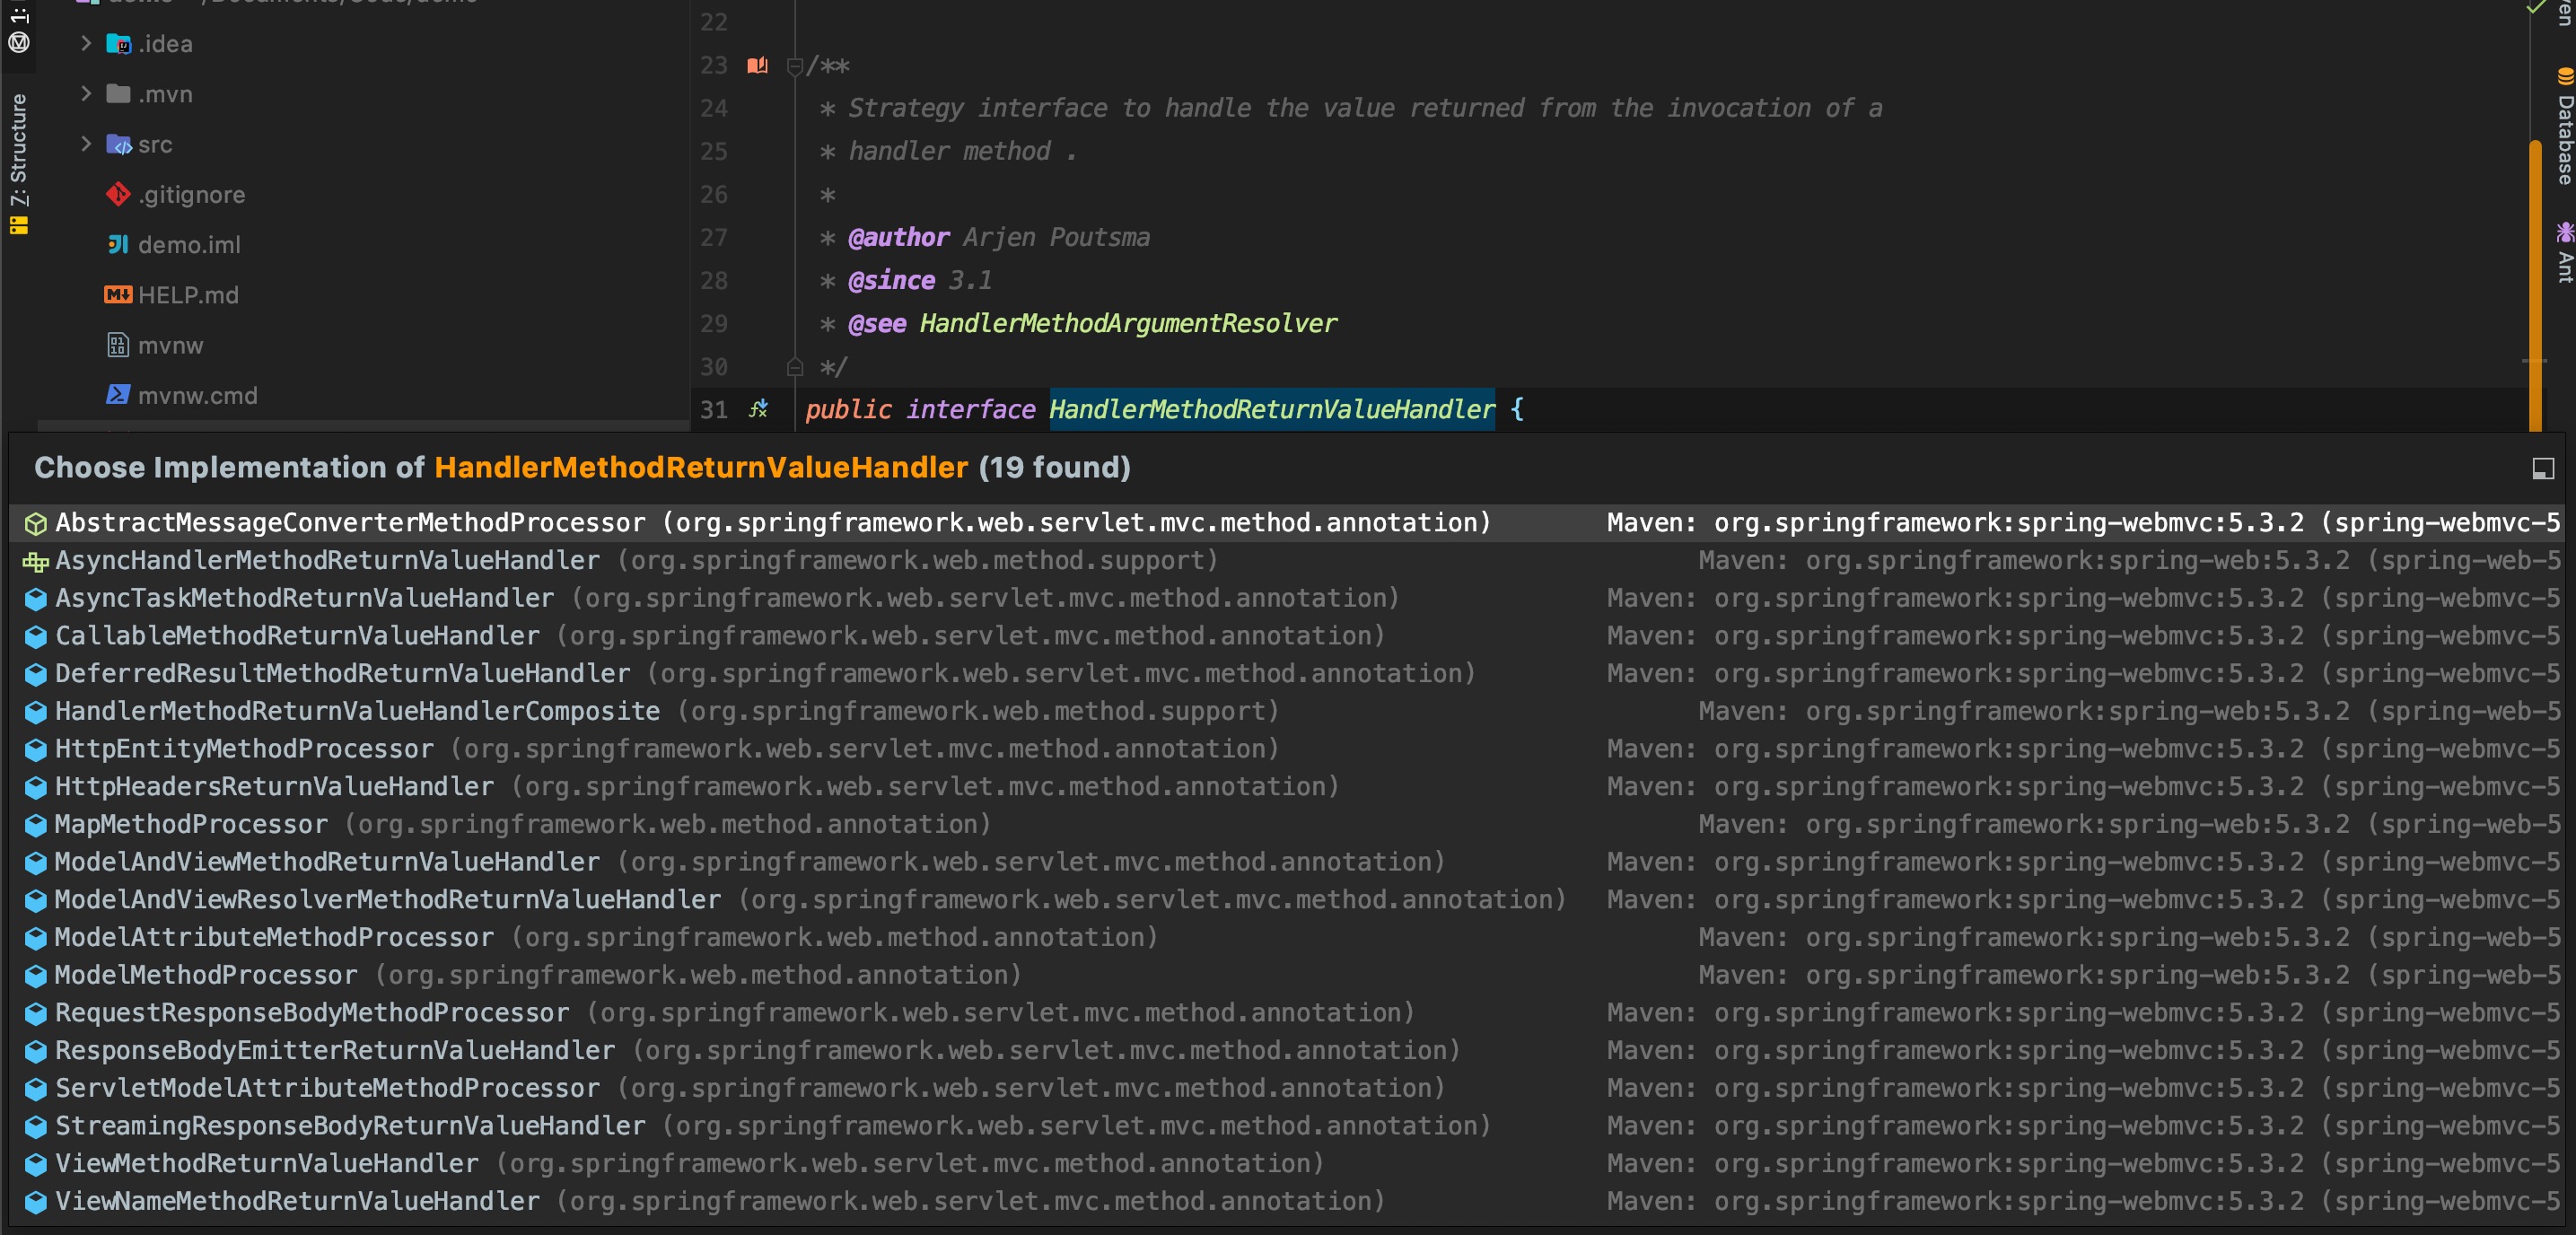 1:
.idea
.mvn
src
.gitignore
demo.iml
HELP.md
mvnw
mvnw.cmd
Z: Structure
22
23 /**
24 * Strategy interface to handle the value returned from the invocation of a
25 * handler method .
26 *
27 * @author Arjen Poutsma
28 * @since 3.1
29 * @see HandlerMethodArgumentResolver
30 */
31 public interface HandlerMethodReturnValueHandler {
Database
Ant
Choose Implementation of HandlerMethodReturnValueHandler (19 found)
AbstractMessageConverterMethodProcessor (org.springframework.web.servlet.mvc.method.annotation) Maven: org.springframework:spring-webmvc:5.3.2 (spring-webmvc-5
AsyncHandlerMethodReturnValueHandler (org.springframework.web.method.support) Maven: org.springframework:spring-web:5.3.2 (spring-web-5
AsyncTaskMethodReturnValueHandler (org.springframework.web.servlet.mvc.method.annotation) Maven: org.springframework:spring-webmvc:5.3.2 (spring-webmvc-5
CallableMethodReturnValueHandler (org.springframework.web.servlet.mvc.method.annotation) Maven: org.springframework:spring-webmvc:5.3.2 (spring-webmvc-5
DeferredResultMethodReturnValueHandler (org.springframework.web.servlet.mvc.method.annotation) Maven: org.springframework:spring-webmvc:5.3.2 (spring-webmvc-5
HandlerMethodReturnValueHandlerComposite (org.springframework.web.method.support) Maven: org.springframework:spring-web:5.3.2 (spring-web-5
HttpEntityMethodProcessor (org.springframework.web.servlet.mvc.method.annotation) Maven: org.springframework:spring-webmvc:5.3.2 (spring-webmvc-5
HttpHeadersReturnValueHandler (org.springframework.web.servlet.mvc.method.annotation) Maven: org.springframework:spring-webmvc:5.3.2 (spring-webmvc-5
MapMethodProcessor (org.springframework.web.method.annotation) Maven: org.springframework:spring-web:5.3.2 (spring-web-5
ModelAndViewMethodReturnValueHandler (org.springframework.web.servlet.mvc.method.annotation) Maven: org.springframework:spring-webmvc:5.3.2 (spring-webmvc-5
ModelAndViewResolverMethodReturnValueHandler (org.springframework.web.servlet.mvc.method.annotation) Maven: org.springframework:spring-webmvc:5.3.2 (spring-webmvc-5
ModelAttributeMethodProcessor (org.springframework.web.method.annotation) Maven: org.springframework:spring-web:5.3.2 (spring-web-5
ModelMethodProcessor (org.springframework.web.method.annotation) Maven: org.springframework:spring-web:5.3.2 (spring-web-5
RequestResponseBodyMethodProcessor (org.springframework.web.servlet.mvc.method.annotation) Maven: org.springframework:spring-webmvc:5.3.2 (spring-webmvc-5
ResponseBodyEmitterReturnValueHandler (org.springframework.web.servlet.mvc.method.annotation) Maven: org.springframework:spring-webmvc:5.3.2 (spring-webmvc-5
ServletModelAttributeMethodProcessor (org.springframework.web.servlet.mvc.method.annotation) Maven: org.springframework:spring-webmvc:5.3.2 (spring-webmvc-5
StreamingResponseBodyReturnValueHandler (org.springframework.web.servlet.mvc.method.annotation) Maven: org.springframework:spring-webmvc:5.3.2 (spring-webmvc-5
ViewMethodReturnValueHandler (org.springframework.web.servlet.mvc.method.annotation) Maven: org.springframework:spring-webmvc:5.3.2 (spring-webmvc-5
ViewNameMethodReturnValueHandler (org.springframework.web.servlet.mvc.method.annotation) Maven: org.springframework:spring-webmvc:5.3.2 (spring-webmvc-5